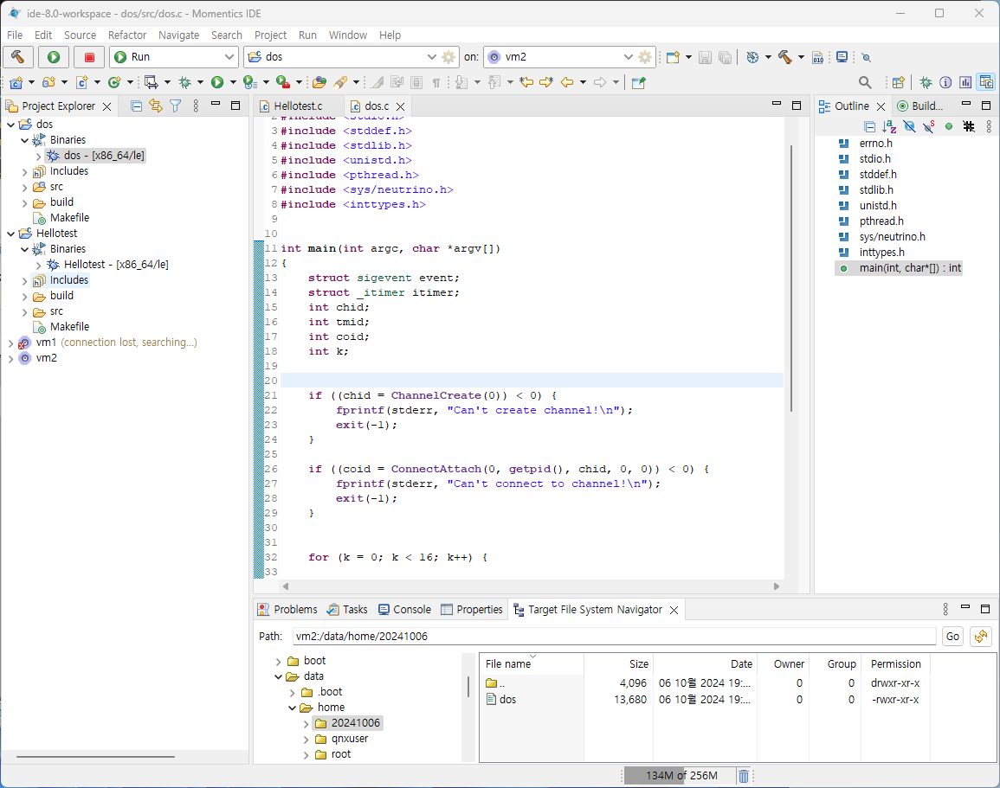 ide-8.0-workspace - dos/src/dos.c - Momentics IDE
File Edit Source Refactor Navigate Search Project Run Window Help
Run dos on: vm2
Project Explorer
dos
Binaries
dos - [x86_64/le]
Includes
src
build
Makefile
Hellotest
Binaries
Hellotest - [x86_64/le]
Includes
build
src
Makefile
vm1 (connection lost, searching...)
vm2
Hellotest.c dos.c
2 #include <stdio.h>
3 #include <stddef.h>
4 #include <stdlib.h>
5 #include <unistd.h>
6 #include <pthread.h>
7 #include <sys/neutrino.h>
8 #include <inttypes.h>
9
10
11 int main(int argc, char *argv[])
12 {
13 struct sigevent event;
14 struct _itimer itimer;
15 int chid;
16 int tmid;
17 int coid;
18 int k;
19
20
21 if ((chid = ChannelCreate(0)) < 0) {
22 fprintf(stderr, "Can't create channel!\n");
23 exit(-1);
24 }
25
26 if ((coid = ConnectAttach(0, getpid(), chid, 0, 0)) < 0) {
27 fprintf(stderr, "Can't connect to channel!\n");
28 exit(-1);
29 }
30
31
32 for (k = 0; k < 16; k++) {
33
Outline Build...
errno.h
stdio.h
stddef.h
stdlib.h
unistd.h
pthread.h
sys/neutrino.h
inttypes.h
main(int, char*[]) : int
Problems Tasks Console Properties Target File System Navigator
Path: vm2:/data/home/20241006 Go
boot
data
.boot
home
20241006
qnxuser
root
File name Size Date Owner Group Permission
.. 4,096 06 10월 2024 19:... 0 0 drwxr-xr-x
dos 13,680 06 10월 2024 19:... 0 0 -rwxr-xr-x
134M of 256M